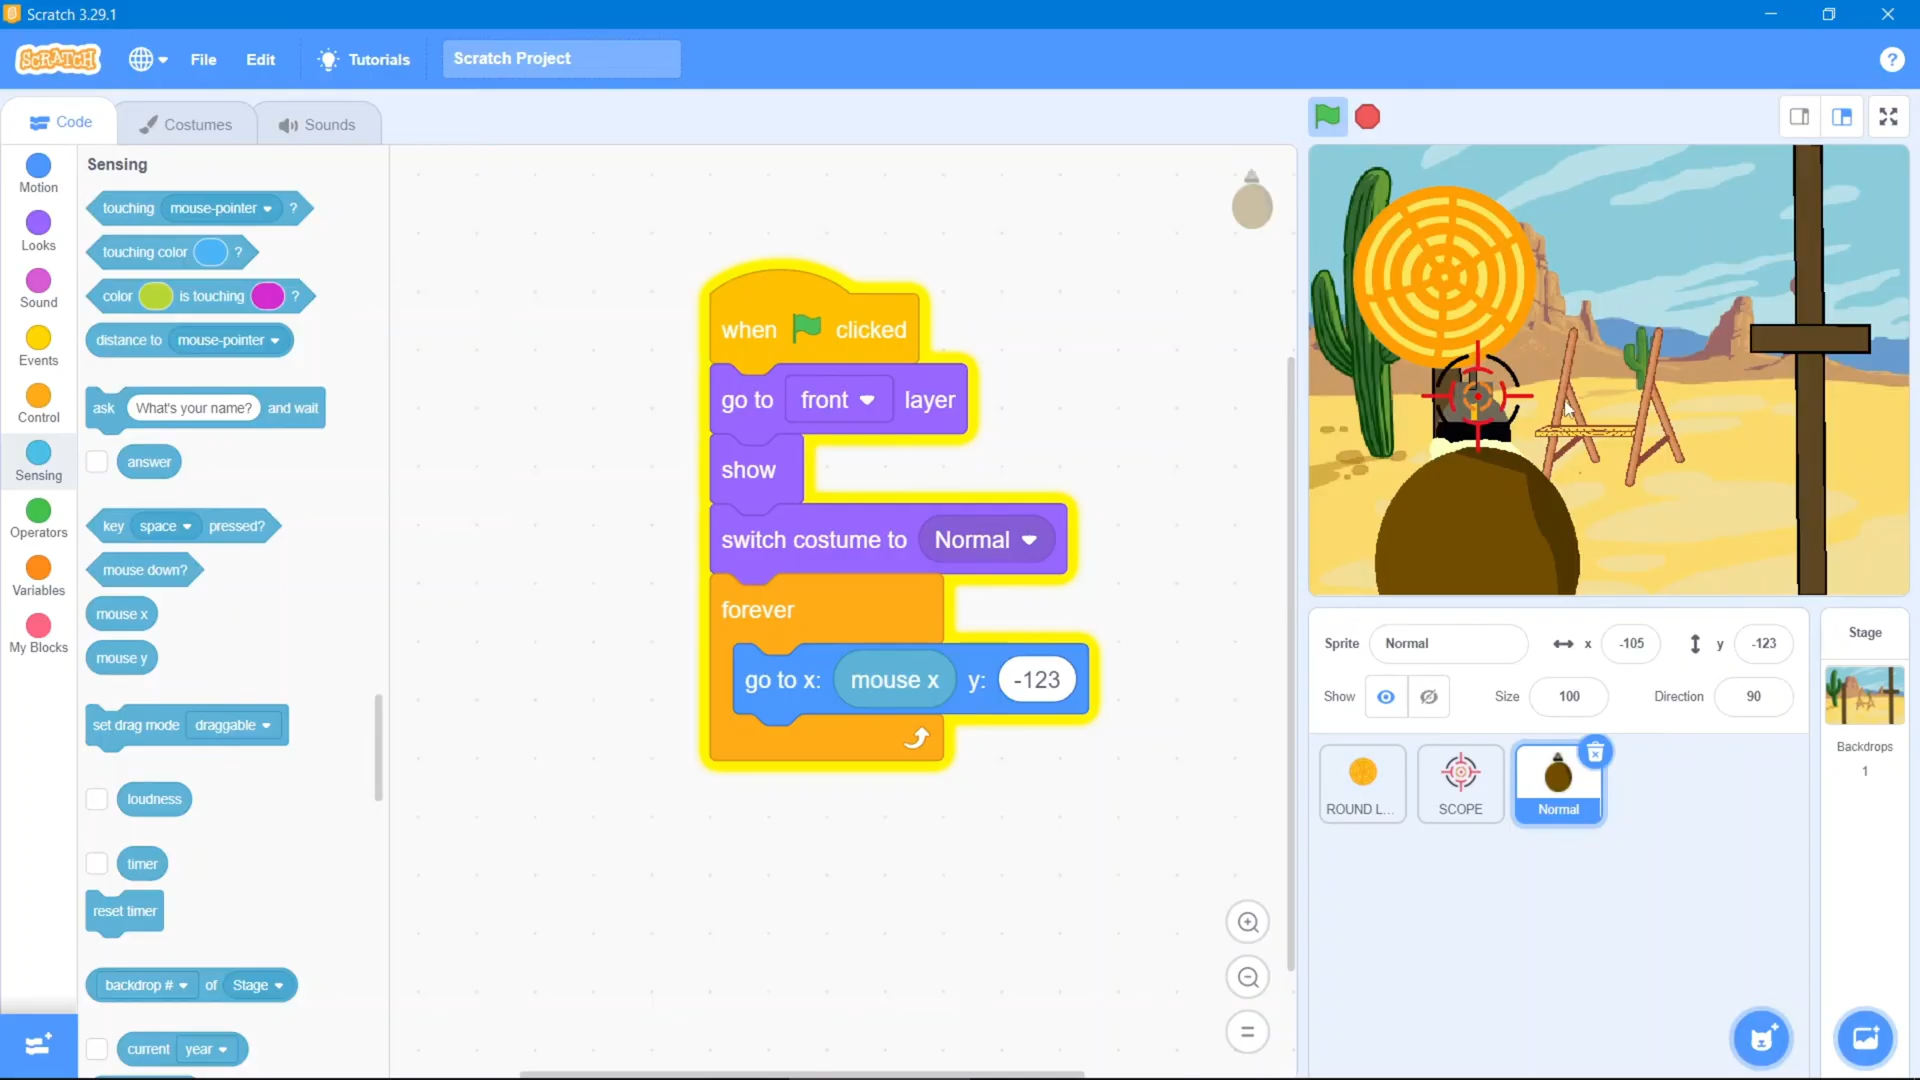 Scratch 3.29.1
SCRATCH
File
Edit
Tutorials
Scratch Project
?
Code
Costumes
Sounds
Motion
Looks
Sound
Events
Control
Sensing
Operators
Variables
My Blocks
Sensing
touching mouse-pointer ?
touching color ?
color is touching ?
distance to mouse-pointer
ask What's your name? and wait
answer
key space pressed?
mouse down?
mouse x
mouse y
set drag mode draggable
loudness
timer
reset timer
backdrop # of Stage
current year
when clicked
go to front layer
show
switch costume to Normal
forever
go to x: mouse x y: -123
Sprite Normal x -105 y -123
Show Size 100 Direction 90
ROUND L...
SCOPE
Normal
Stage
Backdrops
1